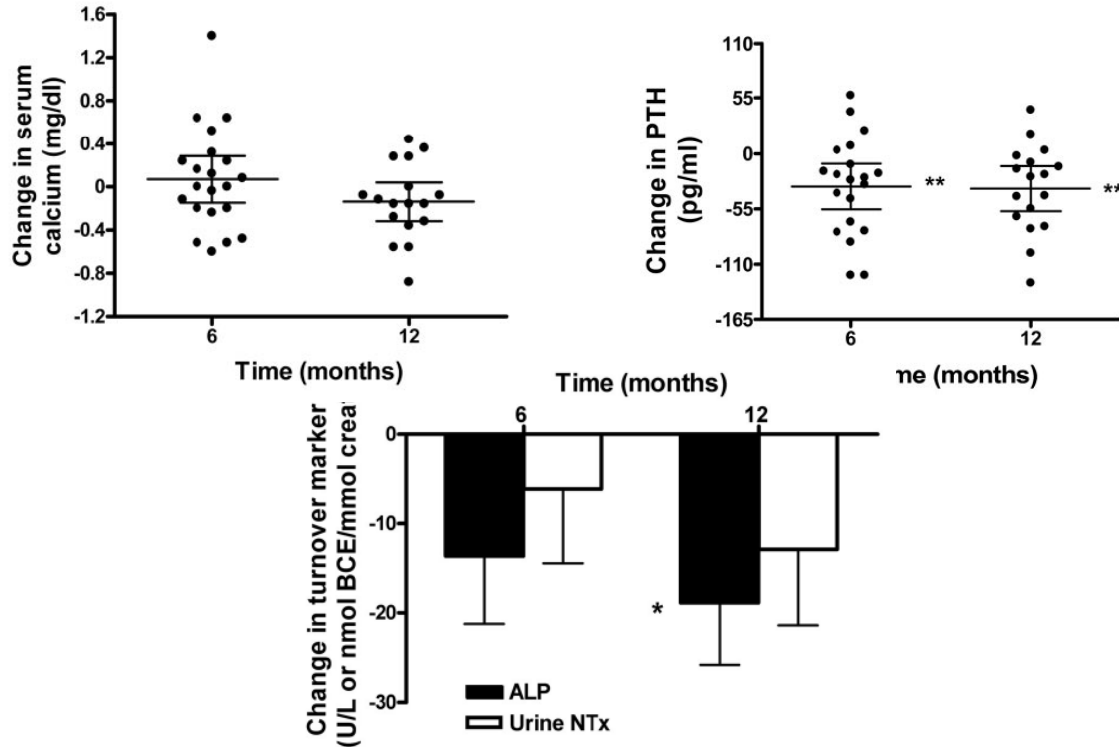 Change in serum
calcium (mg/dl)
1.6
1.2
0.8
0.4
0
-0.4
-0.8
-1.2
6
12
Time (months)
Change in PTH
(pg/ml)
110
55
0
-55
-110
-165
**
**
6
12
me (months)
Time (months)
6
12
Change in turnover marker
(U/L or nmol BCE/mmol crea
0
-10
-20
-30
*
ALP
Urine NTx